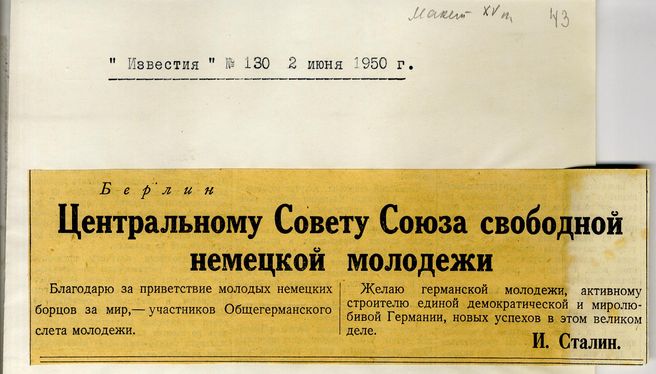 Макет XV т. 43
"Известия" № 130 2 июня 1950 г.
Берлин
Центральному Совету Союза свободной
немецкой молодежи
Благодарю за приветствие молодых немецких
борцов за мир,— участников Общегерманского
слета молодежи.
Желаю германской молодежи, активному
строителю единой демократической и миролю-
бивой Германии, новых успехов в этом великом
деле.
И. Сталин.